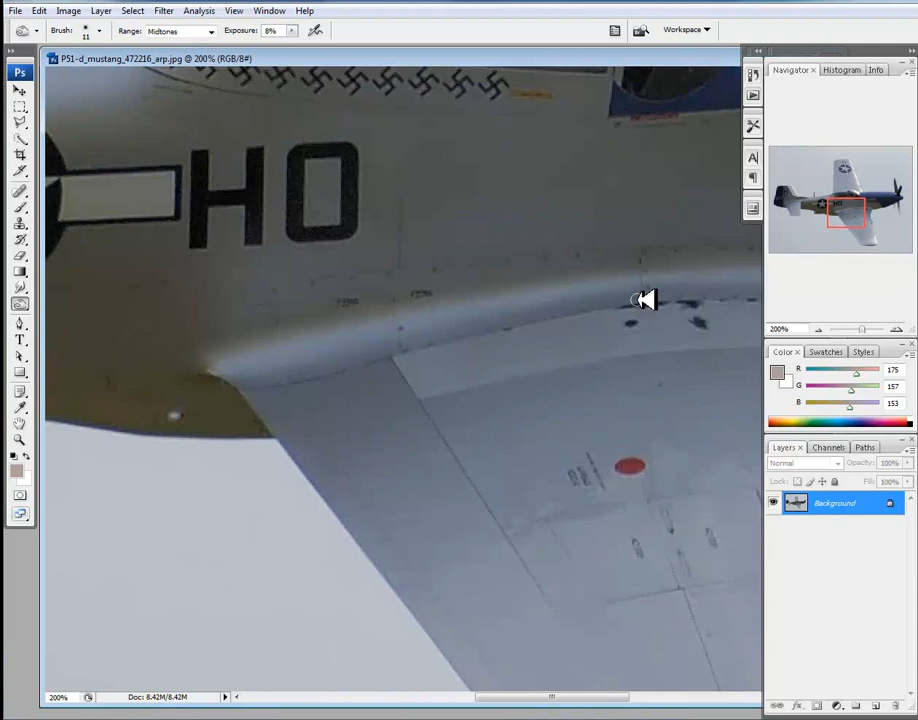 File Edit Image Layer Select Filter Analysis View Window Help
Brush: 11 Range: Midtones Exposure: 8% Workspace
Ps
P51-d_mustang_472216_arp.jpg @ 200% (RGB/8#)
HO
Navigator Histogram Info
HO
200%
Color Swatches Styles
R 175
G 157
B 153
Layers Channels Paths
Normal Opacity: 100%
Lock: Fill: 100%
Background
200% Doc: 8.42M/8.42M